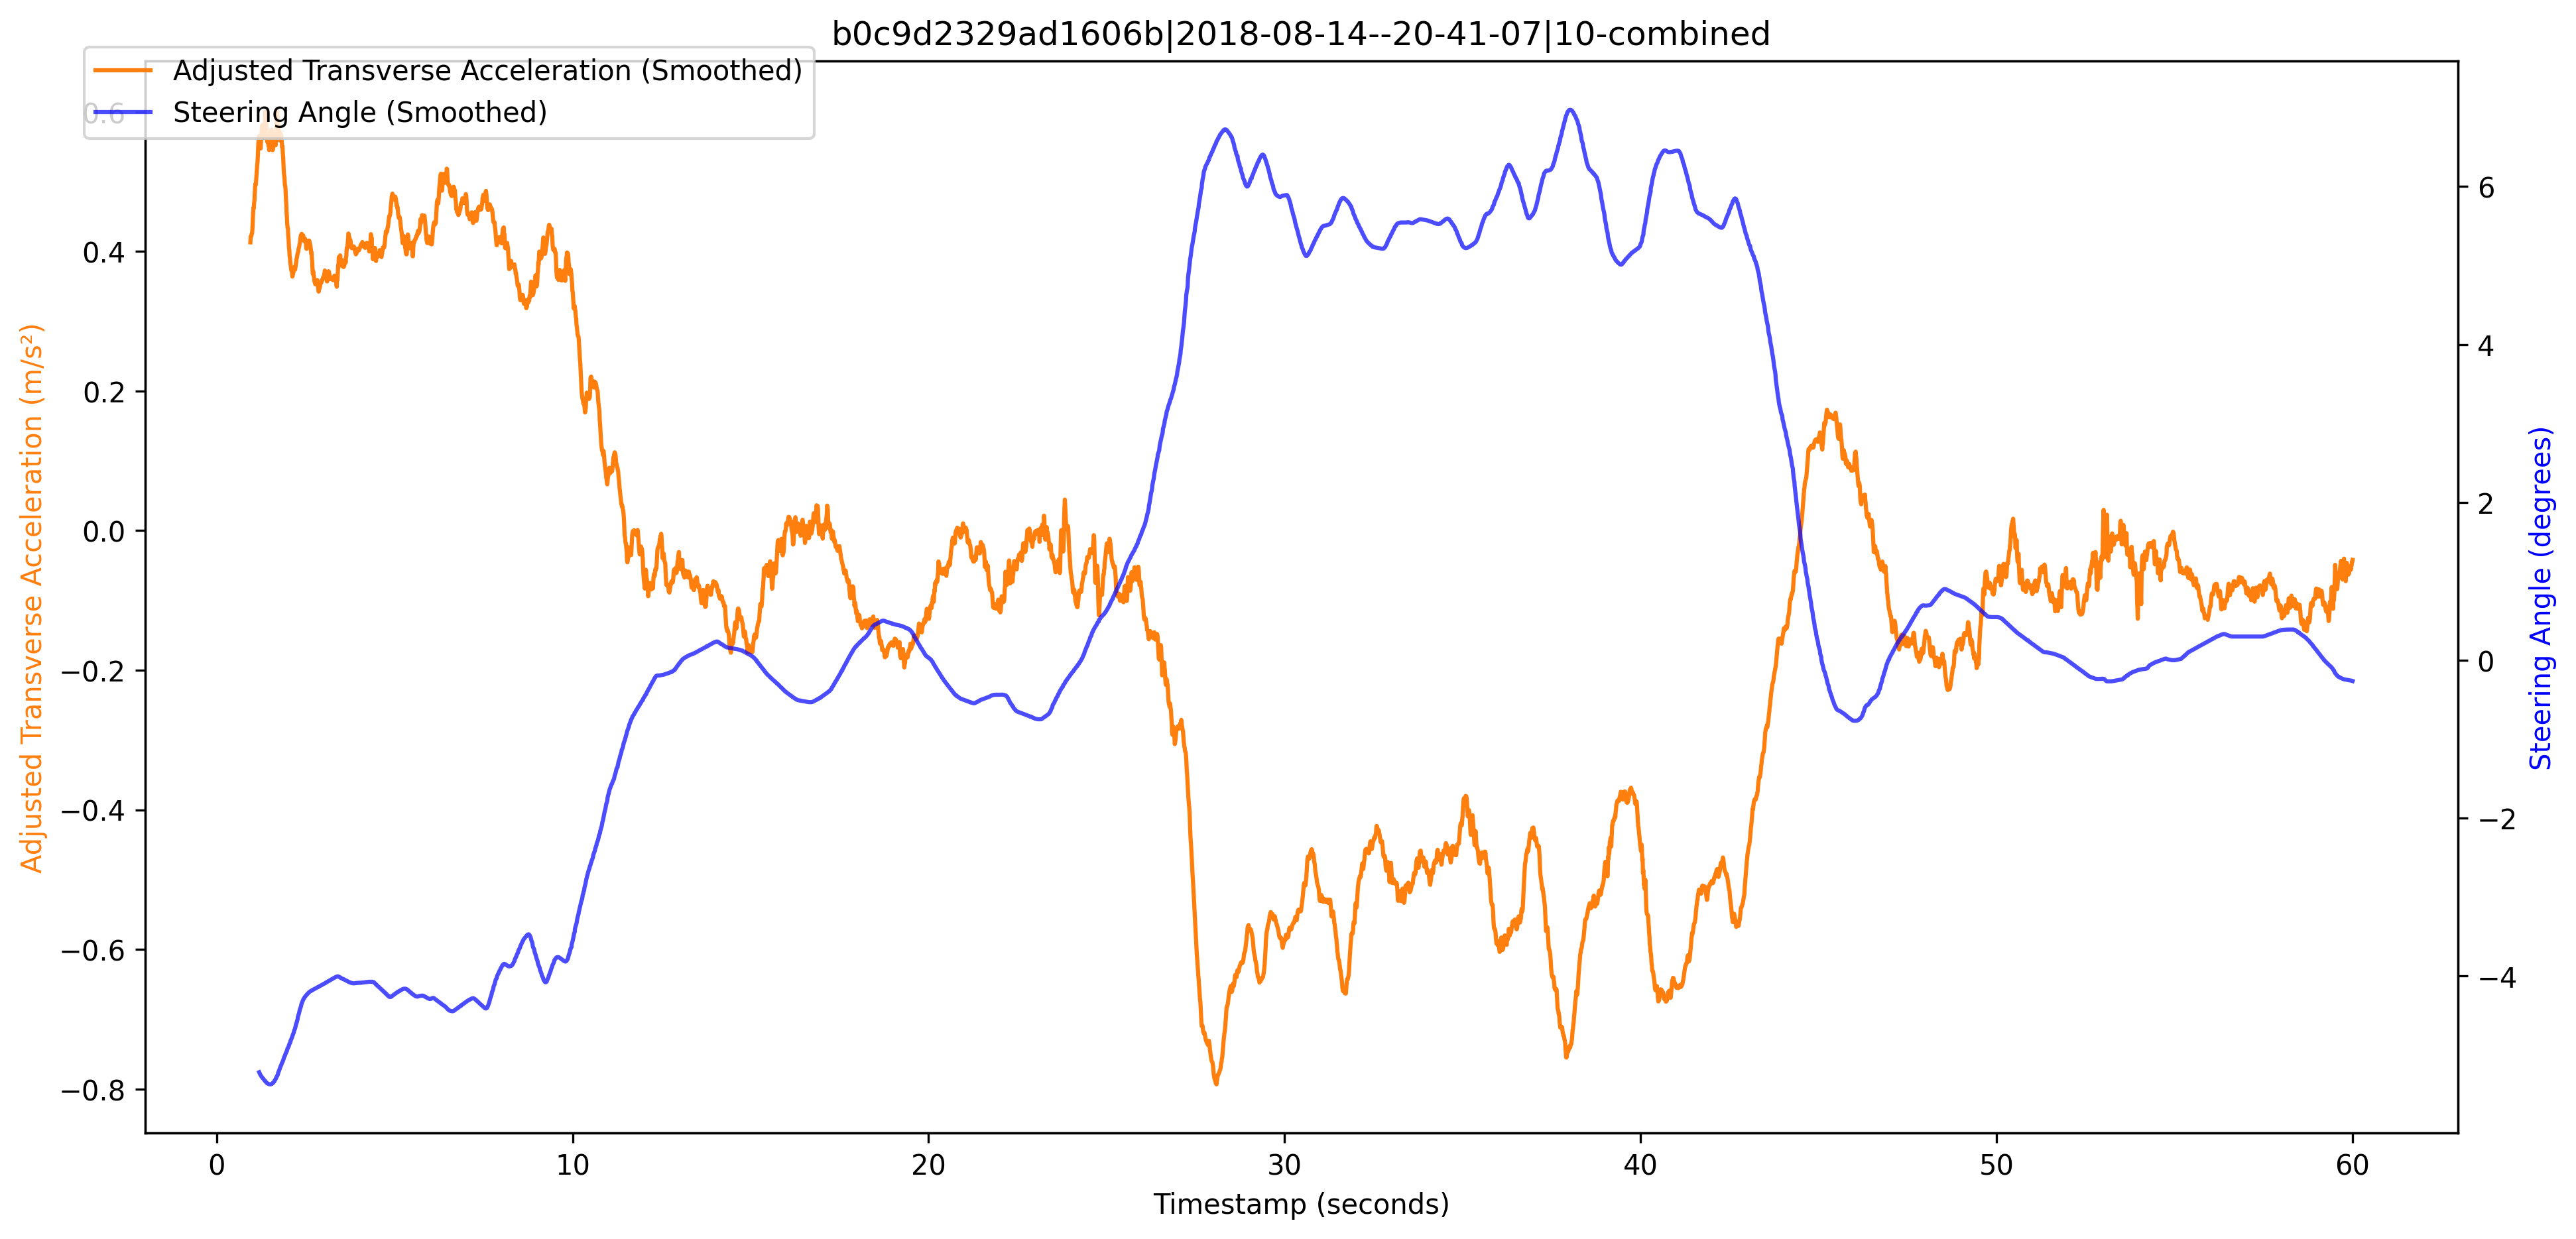 b0c9d2329ad1606b|2018-08-14--20-41-07|10-combined
Adjusted Transverse Acceleration (Smoothed)
Steering Angle (Smoothed)
Adjusted Transverse Acceleration (m/s²)
0.6
0.4
0.2
0.0
−0.2
−0.4
−0.6
−0.8
6
4
2
0
−2
−4
Steering Angle (degrees)
0 10 20 30 40 50 60
Timestamp (seconds)